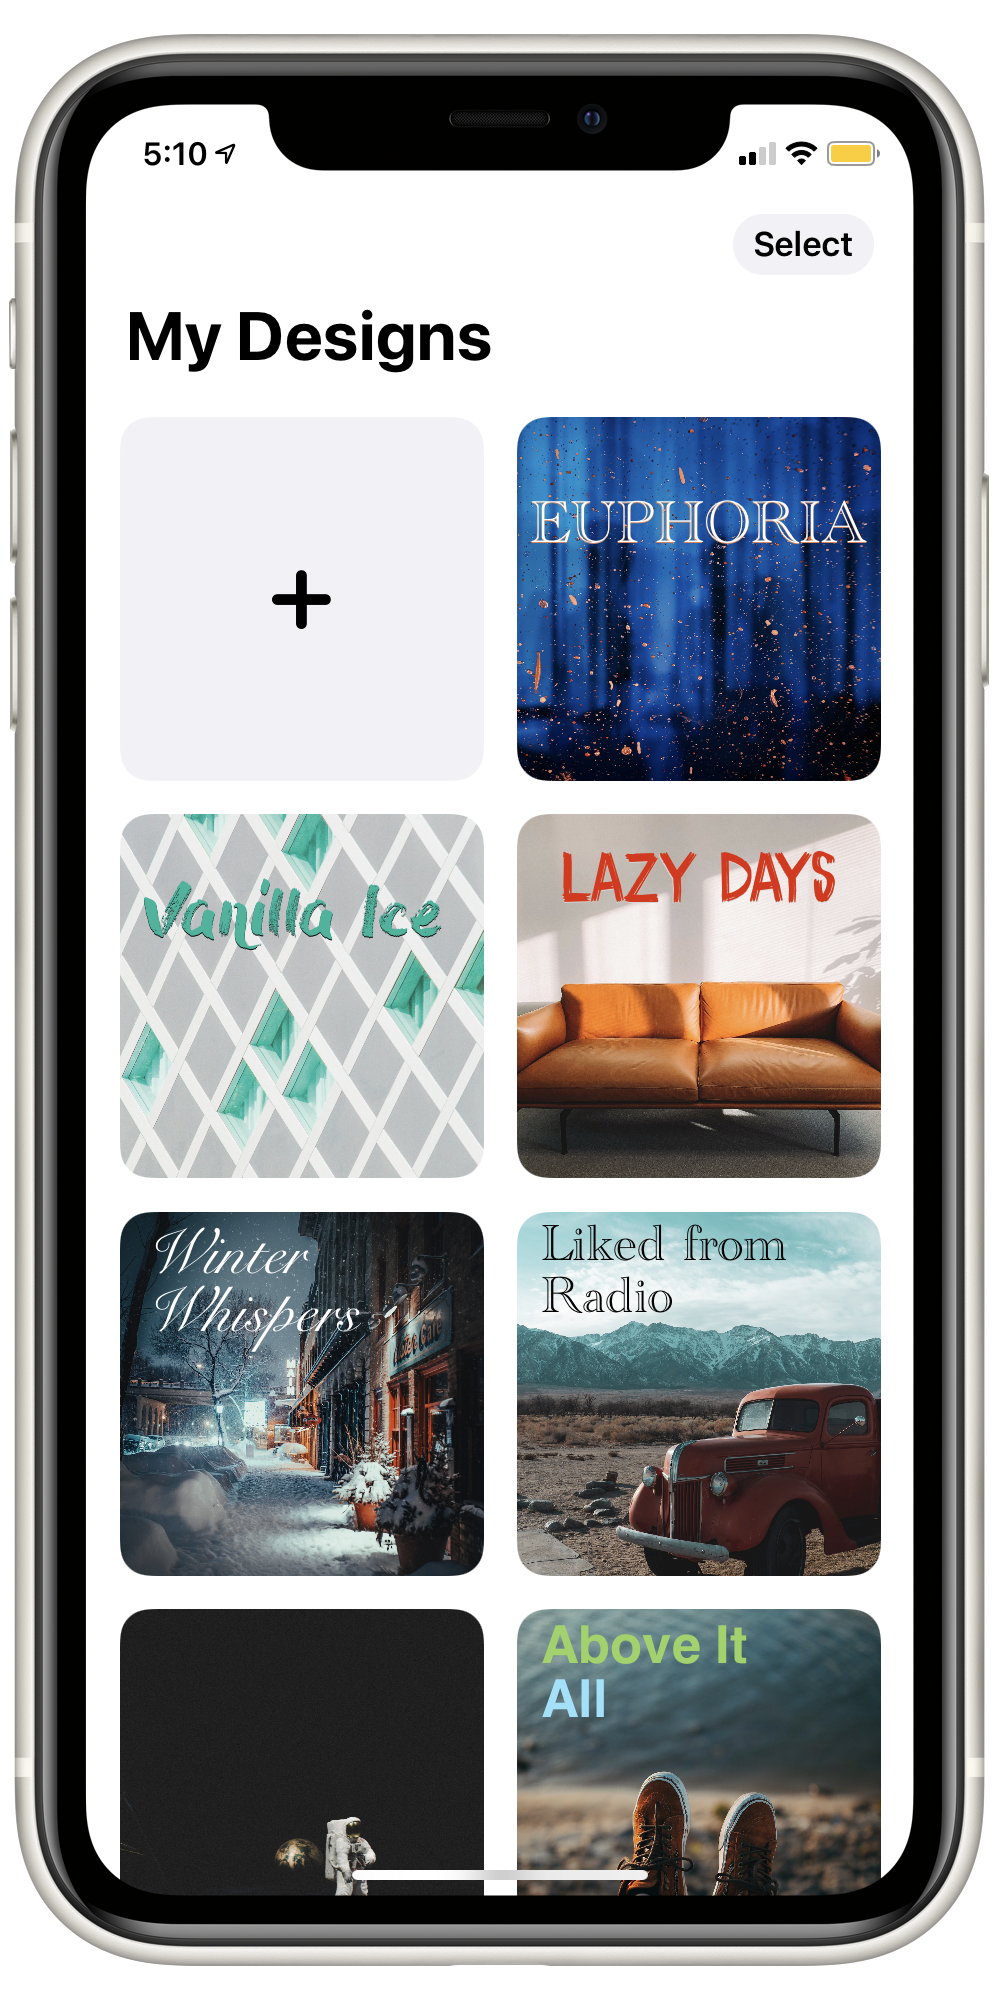 5:10
Select
My Designs
EUPHORIA
Vanilla Ice
LAZY DAYS
Winter
Whispers
Liked from
Radio
Above It
All